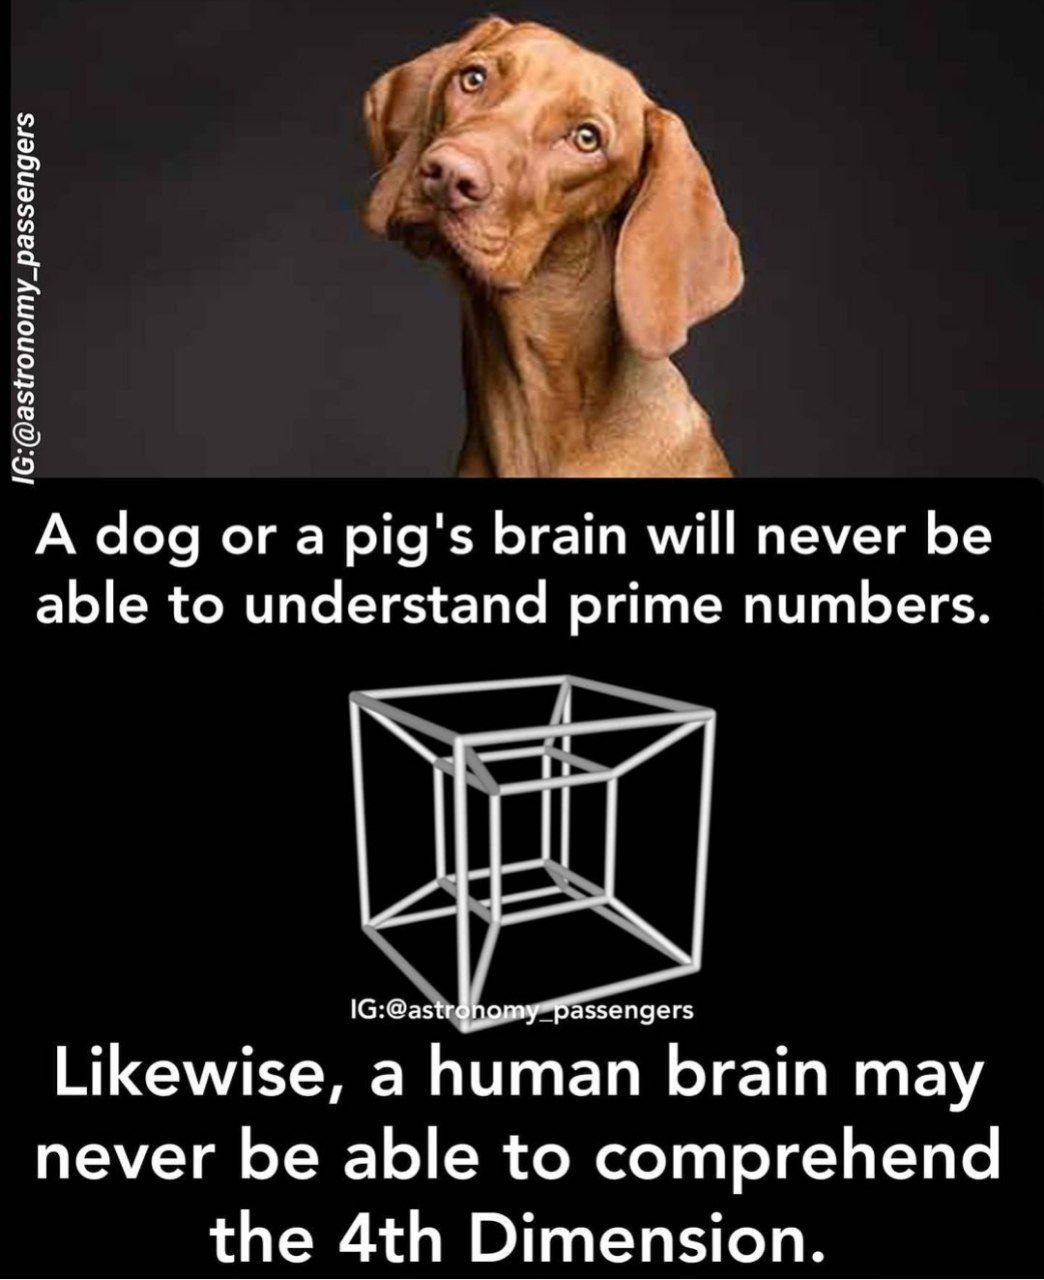 IG:@astronomy_passengers
A dog or a pig's brain will never be
able to understand prime numbers.
IG:@astronomy_passengers
Likewise, a human brain may
never be able to comprehend
the 4th Dimension.